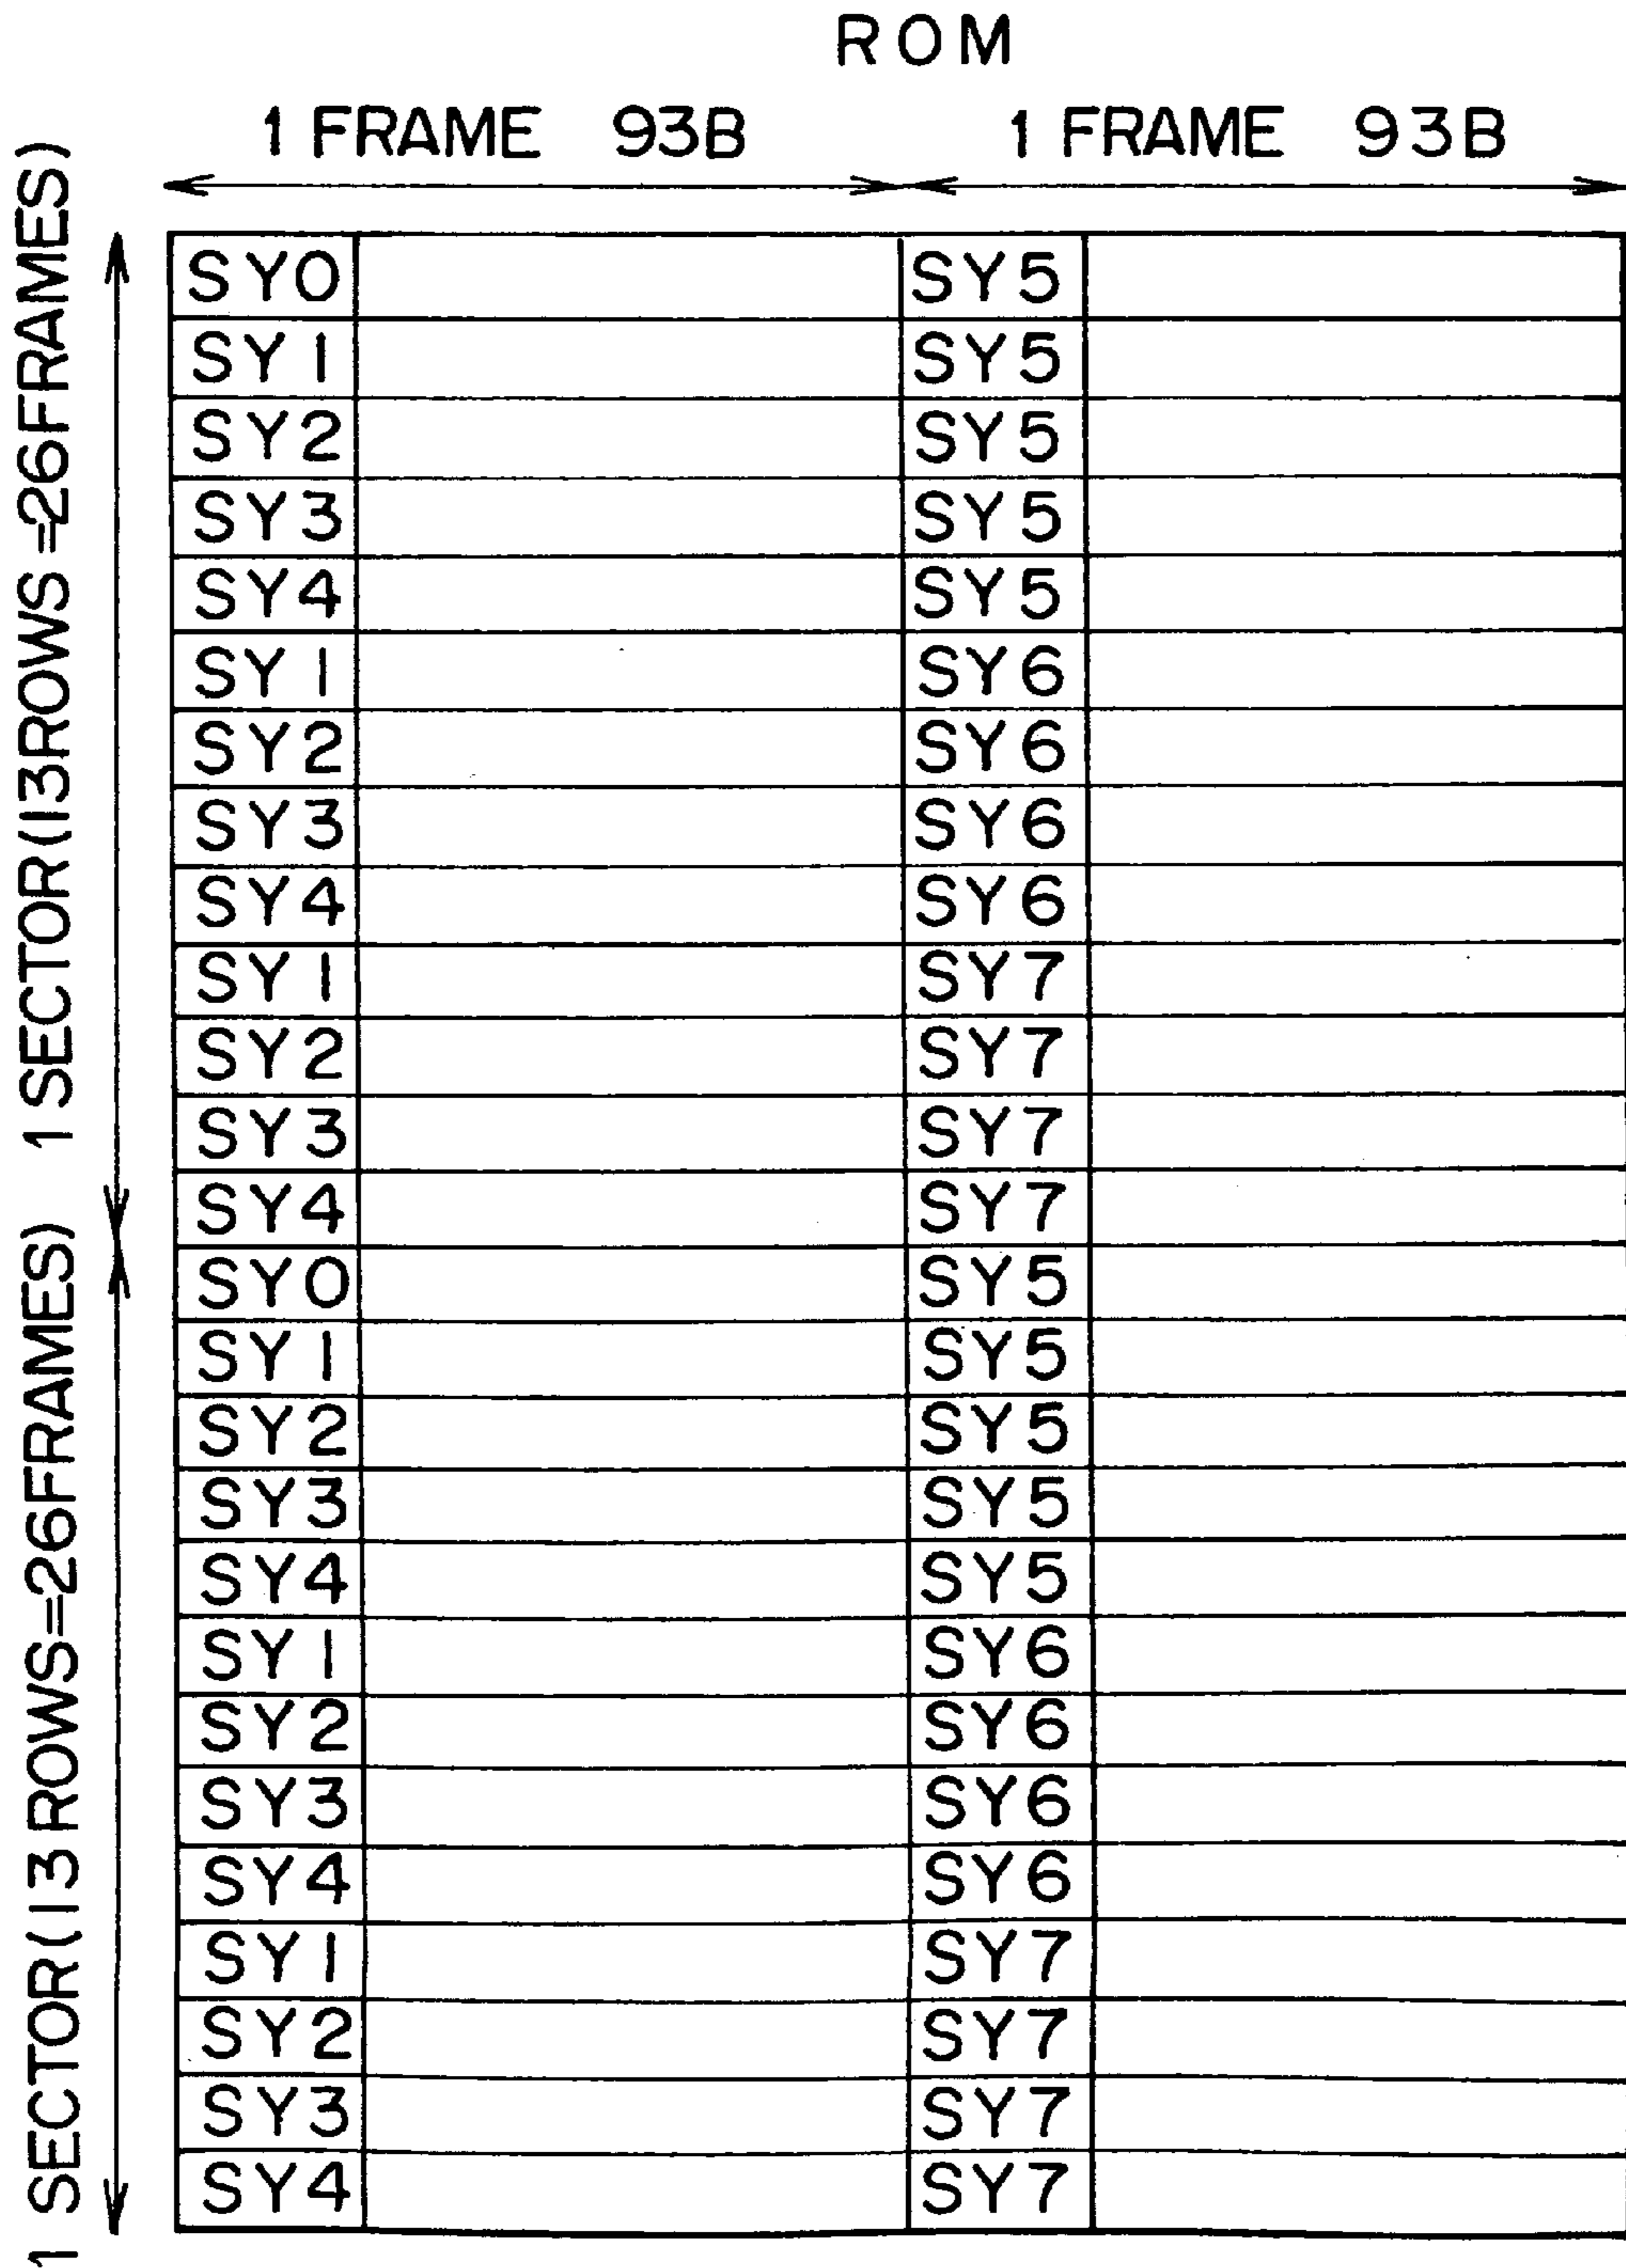 ROM
1 FRAME 93B 1 FRAME 93B
1 SECTOR(13ROWS=26FRAMES)
SY0 SY5
SY1 SY5
SY2 SY5
SY3 SY5
SY4 SY5
SY1 SY6
SY2 SY6
SY3 SY6
SY4 SY6
SY1 SY7
SY2 SY7
SY3 SY7
SY4 SY7
1 SECTOR(13 ROWS=26FRAMES)
SY0 SY5
SY1 SY5
SY2 SY5
SY3 SY5
SY4 SY5
SY1 SY6
SY2 SY6
SY3 SY6
SY4 SY6
SY1 SY7
SY2 SY7
SY3 SY7
SY4 SY7